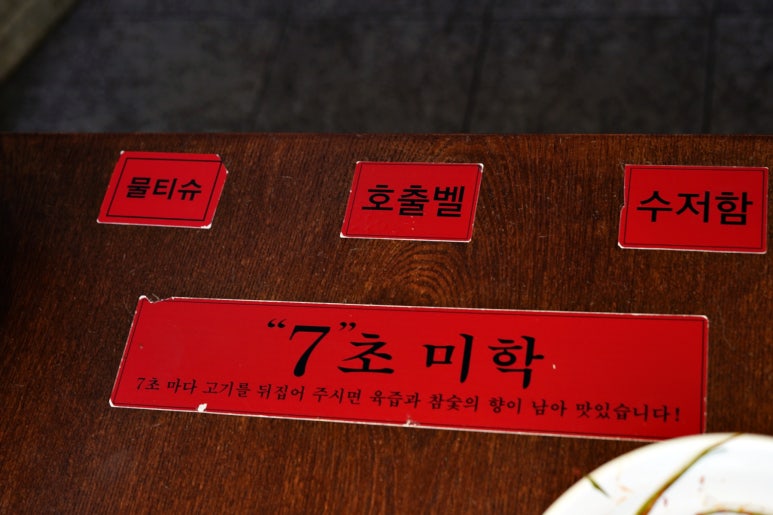 물티슈
호출벨
수저함
“7”초 미학
7초 마다 고기를 뒤집어 주시면 육즙과 참숯의 향이 남아 맛있습니다!